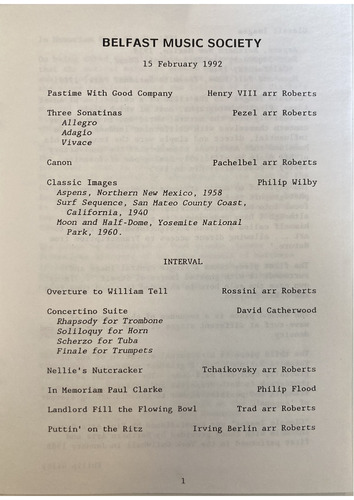 BELFAST MUSIC SOCIETY
15 February 1992
Pastime With Good Company Henry VIII arr Roberts
Three Sonatinas Pezel arr Roberts
Allegro
Adagio
Vivace
Canon Pachelbel arr Roberts
Classic Images Philip Wilby
Aspens, Northern New Mexico, 1958
Surf Sequence, San Mateo County Coast,
California, 1940
Moon and Half-Dome, Yosemite National
Park, 1960.
INTERVAL
Overture to William Tell Rossini arr Roberts
Concertino Suite David Catherwood
Rhapsody for Trombone
Soliloquy for Horn
Scherzo for Tuba
Finale for Trumpets
Nellie's Nutcracker Tchaikovsky arr Roberts
In Memoriam Paul Clarke Philip Flood
Landlord Fill the Flowing Bowl Trad arr Roberts
Puttin' on the Ritz Irving Berlin arr Roberts
1